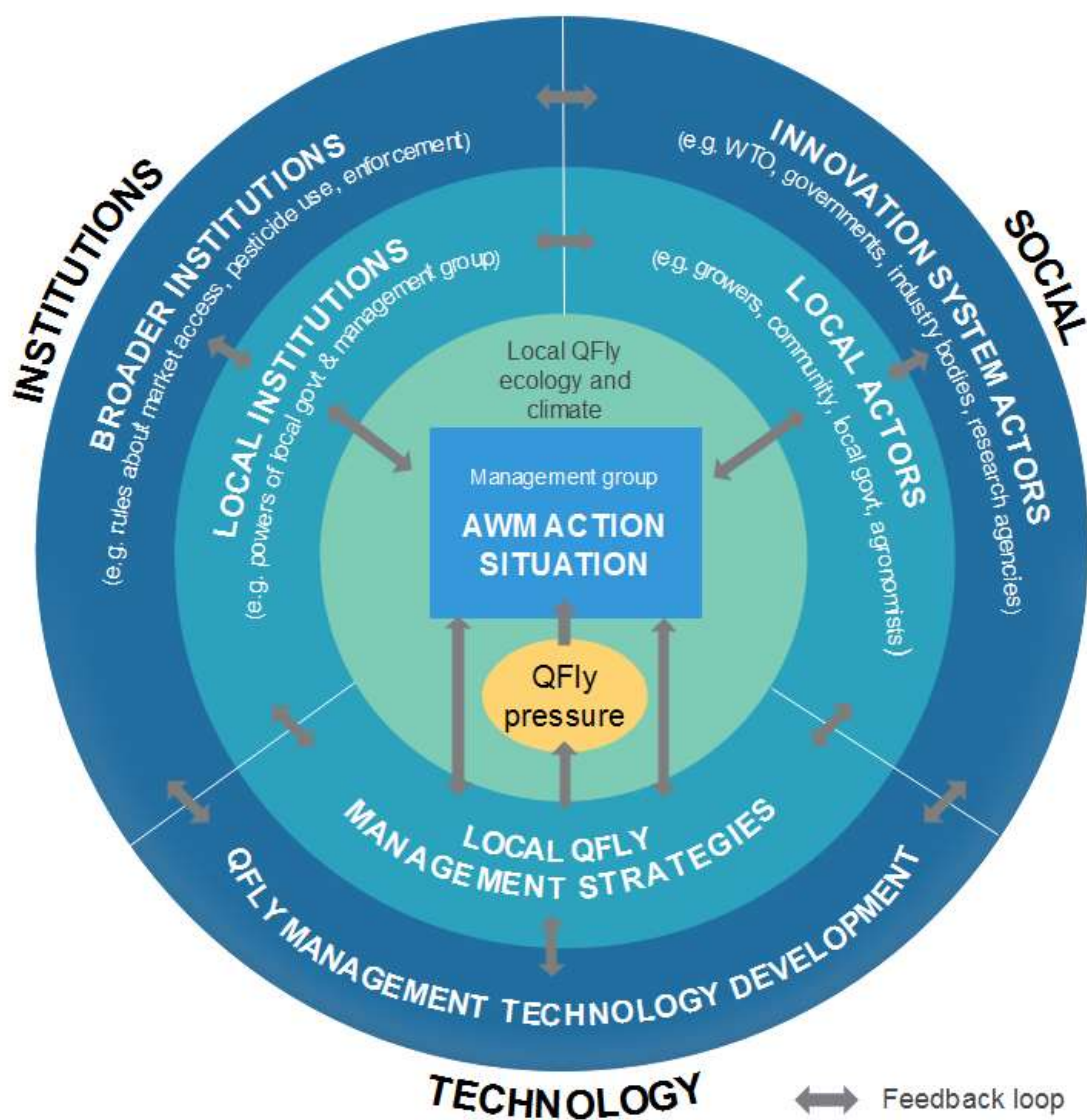 INSTITUTIONS
BROADER INSTITUTIONS
(e.g. rules about market access, pesticide use, enforcement)
LOCAL INSTITUTIONS
(e.g. powers of local govt & management group)
SOCIAL
INNOVATION SYSTEM ACTORS
(e.g. WTO, governments, industry bodies, research agencies)
LOCAL ACTORS
(e.g. growers, community, local govt, agronomists)
Local QFly
ecology and
climate
Management group
AWM ACTION
SITUATION
QFly
pressure
LOCAL QFLY
MANAGEMENT STRATEGIES
QFLY MANAGEMENT TECHNOLOGY DEVELOPMENT
TECHNOLOGY
Feedback loop